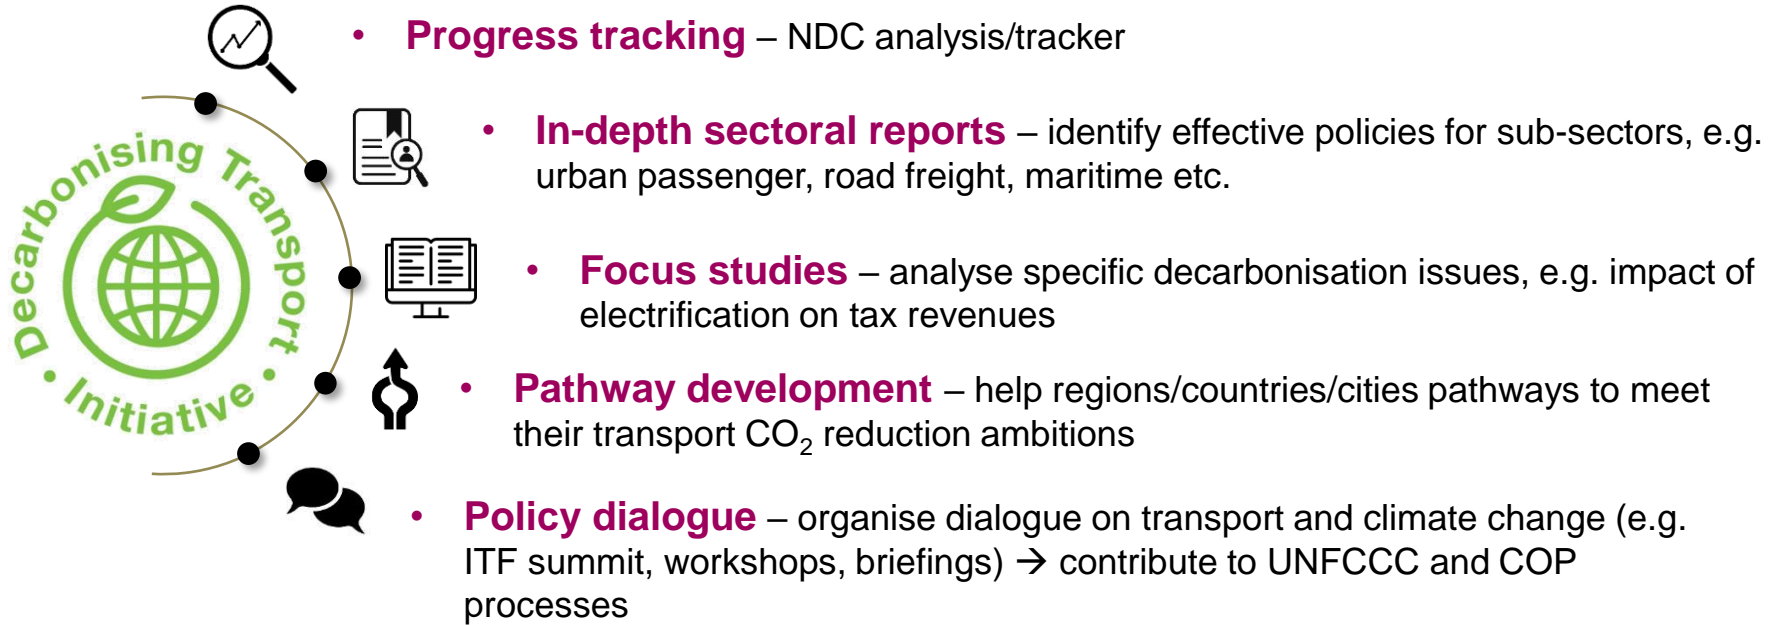 • Progress tracking – NDC analysis/tracker
• In-depth sectoral reports – identify effective policies for sub-sectors, e.g.
urban passenger, road freight, maritime etc.
Decarbonising Transport
• Initiative •
• Focus studies – analyse specific decarbonisation issues, e.g. impact of
electrification on tax revenues
• Pathway development – help regions/countries/cities pathways to meet
their transport CO₂ reduction ambitions
• Policy dialogue – organise dialogue on transport and climate change (e.g.
ITF summit, workshops, briefings) → contribute to UNFCCC and COP
processes